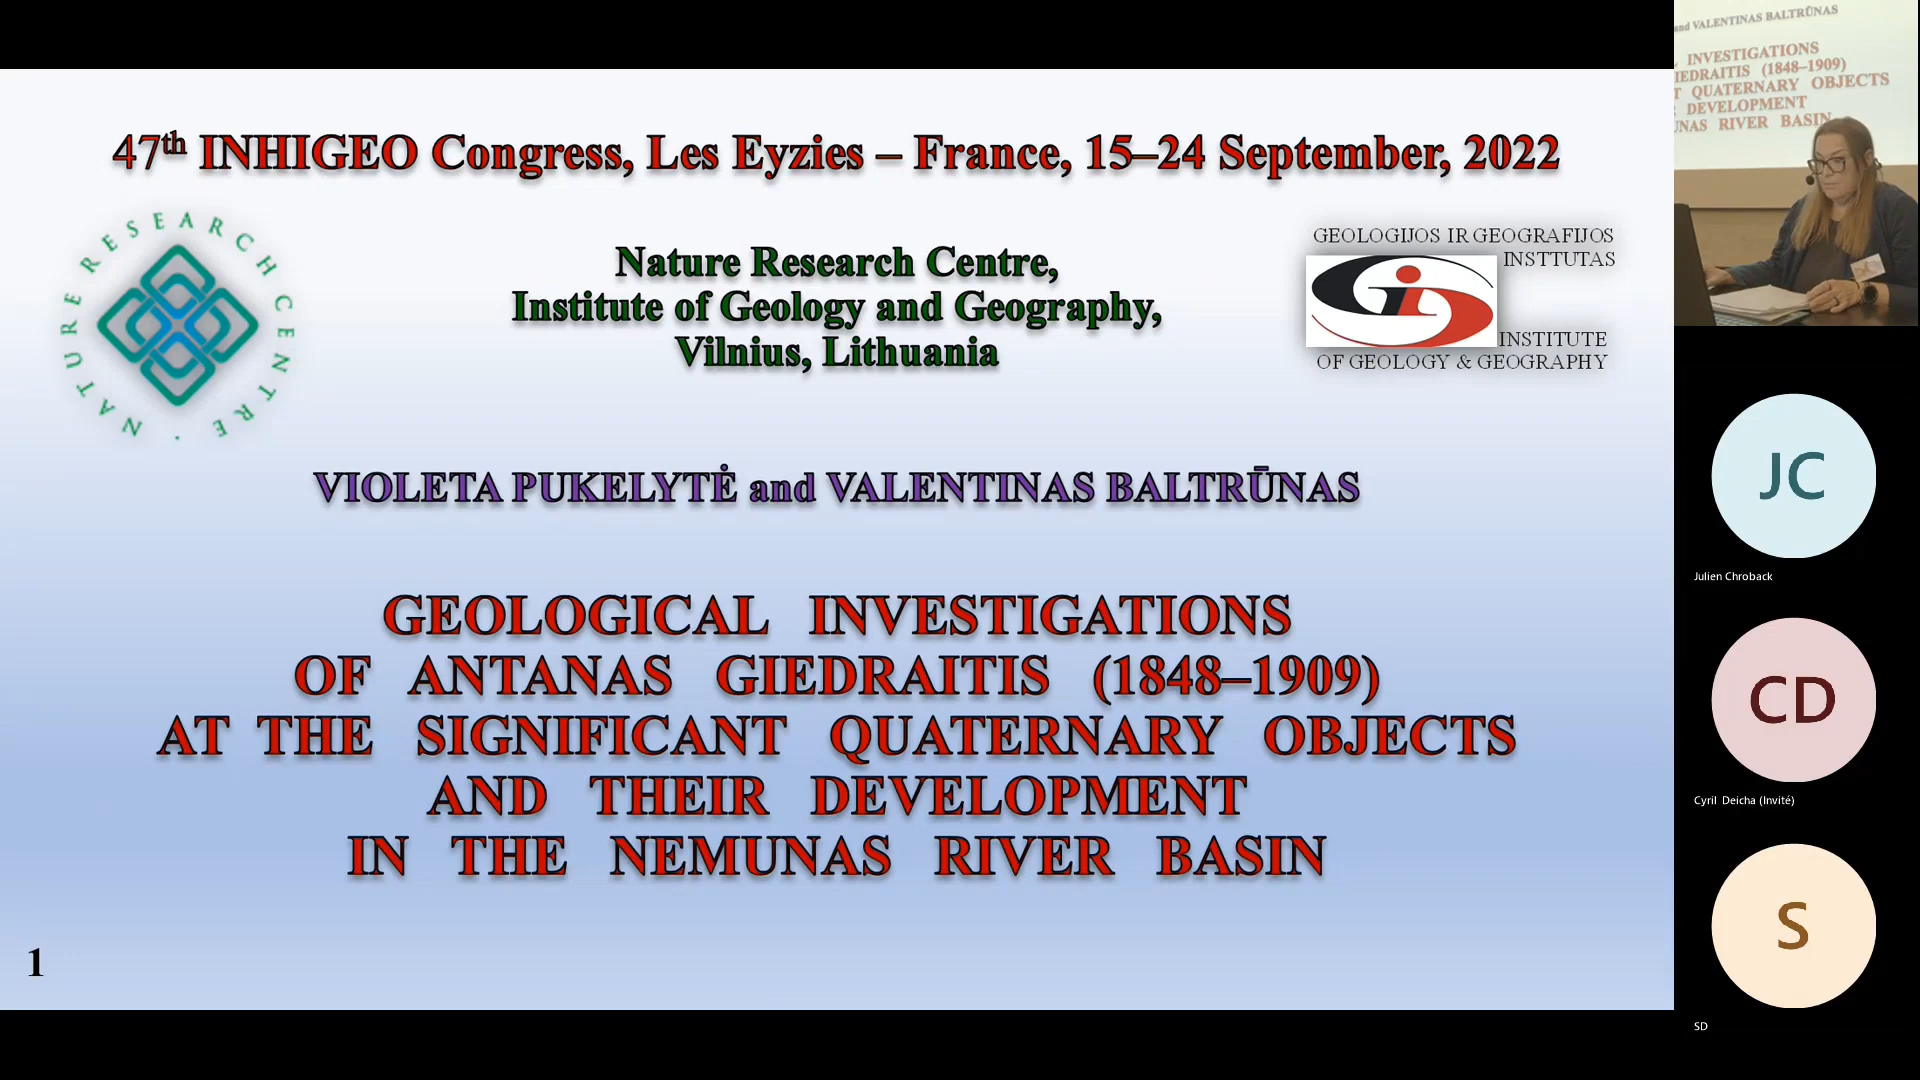 47th INHIGEO Congress, Les Eyzies – France, 15–24 September, 2022
NATURE RESEARCH CENTRE
Nature Research Centre,
Institute of Geology and Geography,
Vilnius, Lithuania
GEOLOGIJOS IR GEOGRAFIJOS
INSTTUTAS
INSTITUTE
OF GEOLOGY & GEOGRAPHY
VIOLETA PUKELYTĖ and VALENTINAS BALTRŪNAS
GEOLOGICAL INVESTIGATIONS
OF ANTANAS GIEDRAITIS (1848–1909)
AT THE SIGNIFICANT QUATERNARY OBJECTS
AND THEIR DEVELOPMENT
IN THE NEMUNAS RIVER BASIN
1
and VALENTINAS BALTRŪNAS
INVESTIGATIONS
IEDRAITIS (1848–1909)
T QUATERNARY OBJECTS
DEVELOPMENT
UNAS RIVER BASIN
JC
Julien Chroback
CD
Cyril Deicha (Invité)
S
SD